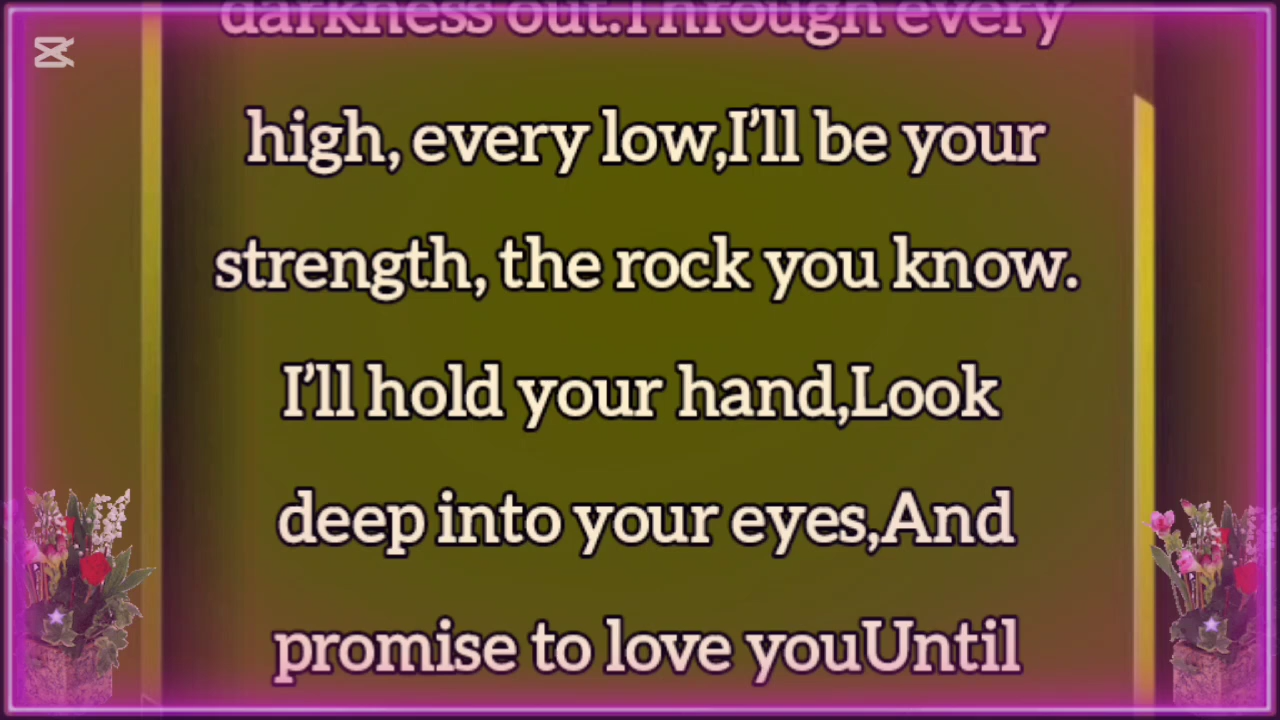 darkness out.Through every
high, every low,I’ll be your
strength, the rock you know.
I’ll hold your hand,Look
deep into your eyes,And
promise to love youUntil